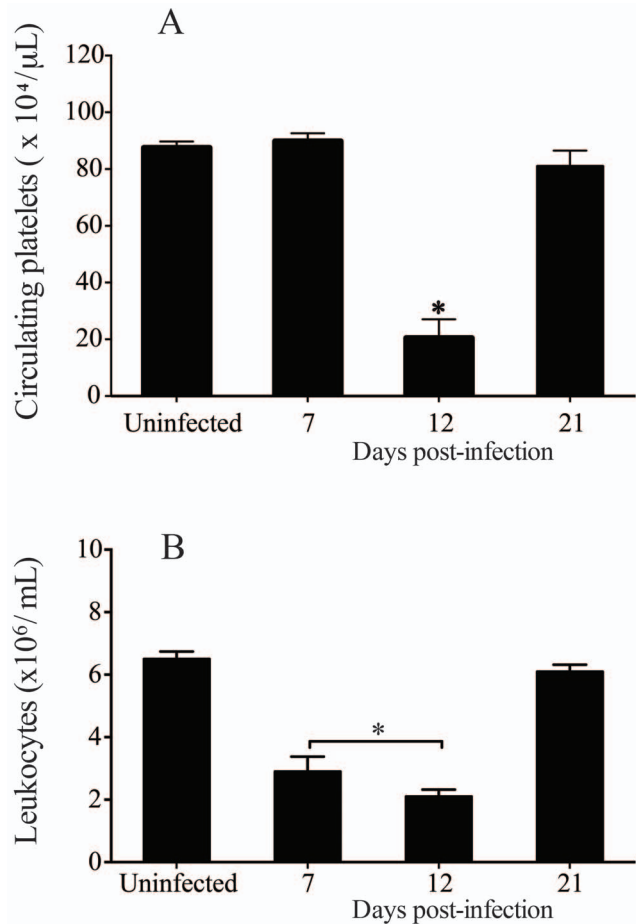 A
Circulating platelets ( x 10⁴/µL)
120
100
80
60
40
20
0
*
Uninfected 7 12 21
Days post-infection
B
Leukocytes (x10⁶/ mL)
10
8
6
4
2
0
*
Uninfected 7 12 21
Days post-infection